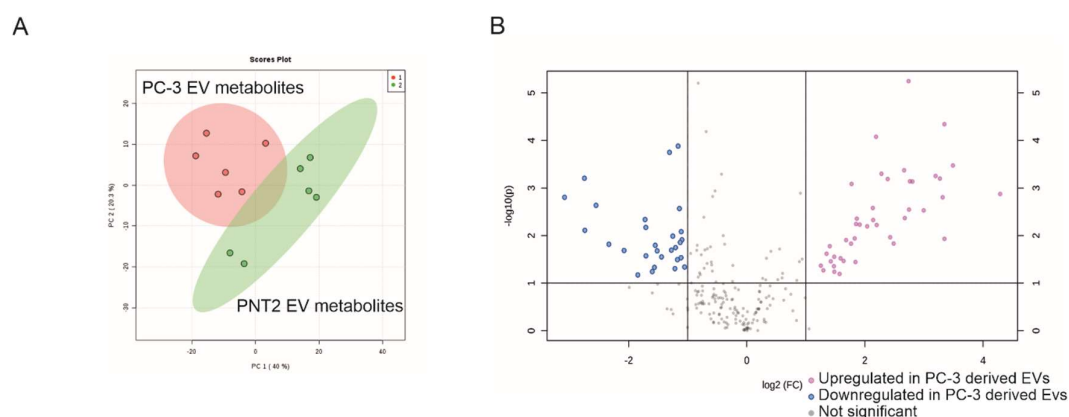 A
B
Scores Plot
PC-3 EV metabolites
1
2
PNT2 EV metabolites
PC 2 ( 20.3 %)
20
10
0
-10
-20
-30
-20
0
20
40
PC 1 ( 40 %)
-log10(p)
5
4
3
2
1
0
5
4
3
2
1
0
-2
0
2
4
log2 (FC)
Upregulated in PC-3 derived EVs
Downregulated in PC-3 derived Evs
Not significant